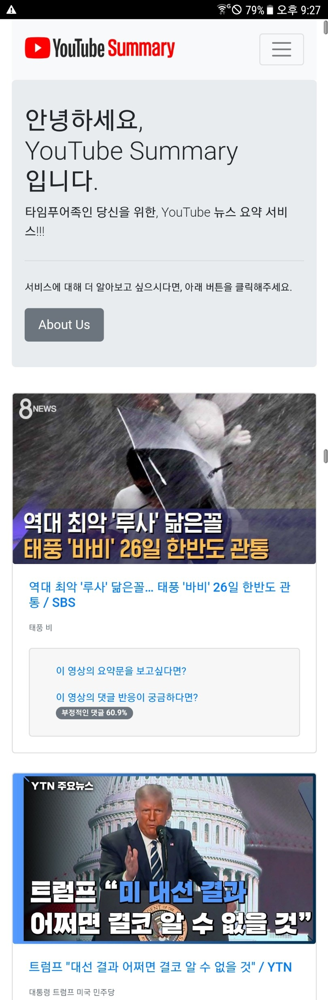 79% 오후 9:27
YouTube Summary
안녕하세요,
YouTube Summary
입니다.
타임푸어족인 당신을 위한, YouTube 뉴스 요약 서비
스!!!
서비스에 대해 더 알아보고 싶으시다면, 아래 버튼을 클릭해주세요.
About Us
8 NEWS
역대 최악 '루사' 닮은꼴
태풍 '바비' 26일 한반도 관통
역대 최악 '루사' 닮은꼴... 태풍 '바비' 26일 한반도 관
통 / SBS
태풍 비
이 영상의 요약문을 보고싶다면?
이 영상의 댓글 반응이 궁금하다면?
부정적인 댓글 60.9%
YTN 주요뉴스
트럼프 “미 대선 결과
어쩌면 결코 알 수 없을 것”
트럼프 "대선 결과 어쩌면 결코 알 수 없을 것" / YTN
대통령 트럼프 미국 민주당